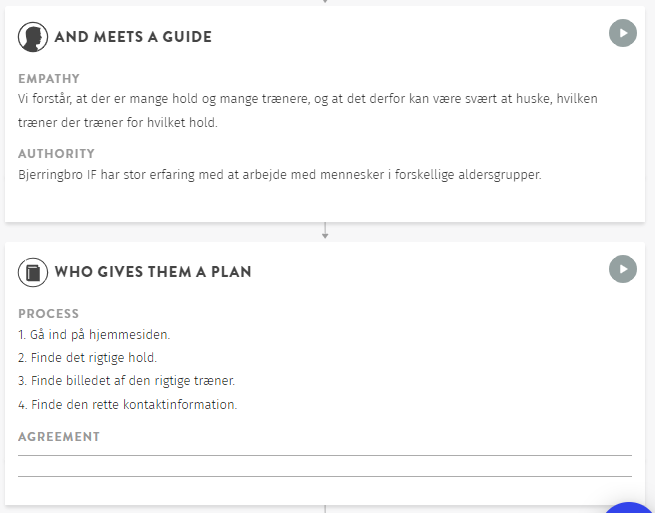 AND MEETS A GUIDE
EMPATHY
Vi forstår, at der er mange hold og mange trænere, og at det derfor kan være svært at huske, hvilken
træner der træner for hvilket hold.
AUTHORITY
Bjerringbro IF har stor erfaring med at arbejde med mennesker i forskellige aldersgrupper.
WHO GIVES THEM A PLAN
PROCESS
1. Gå ind på hjemmesiden.
2. Finde det rigtige hold.
3. Finde billedet af den rigtige træner.
4. Finde den rette kontaktinformation.
AGREEMENT